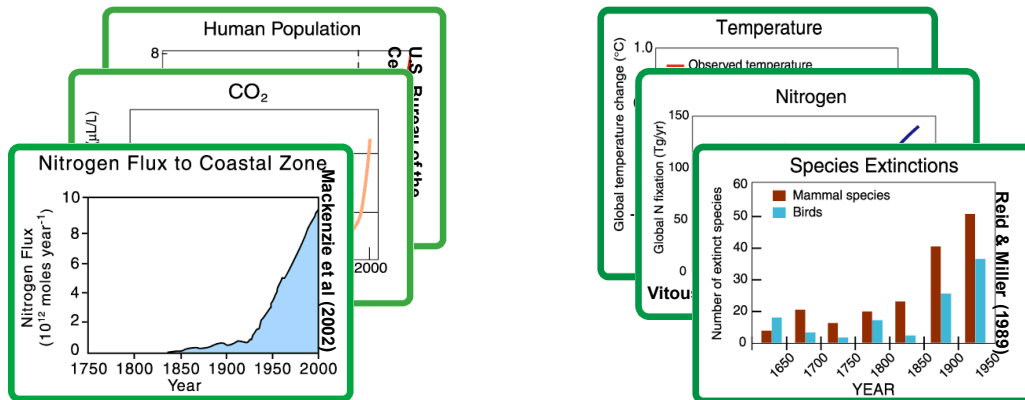 Human Population
8
U.S. Bureau of the
Ce
CO2
(μL/L)
2000
Nitrogen Flux to Coastal Zone
Nitrogen Flux
(10^12 moles year^-1)
10
8
6
4
2
0
1750 1800 1850 1900 1950 2000
Year
Mackenzie et al (2002)
Temperature
Global temperature change (°C)
1.0
Observed temperature
Nitrogen
Global N fixation (Tg/yr)
150
100
50
0
Vitous
Species Extinctions
Number of extinct species
60
50
40
30
20
10
0
Mammal species
Birds
1650 1700 1750 1800 1850 1900 1950
YEAR
Reid & Miller (1989)